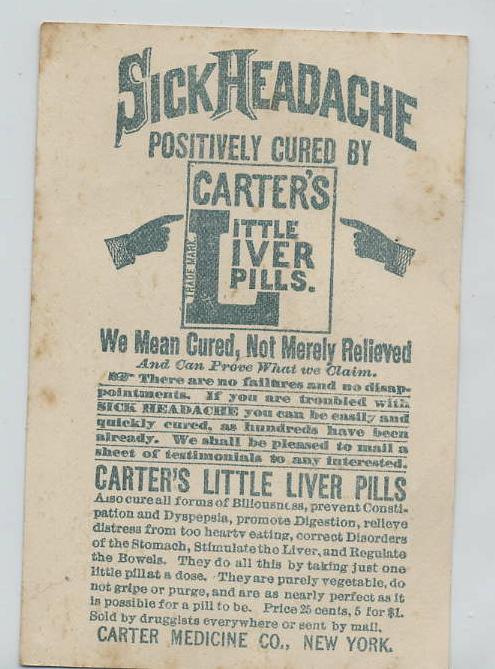 SICK HEADACHE
POSITIVELY CURED BY
CARTER'S
LITTLE
LIVER
PILLS.
TRADE MARK.
We Mean Cured, Not Merely Relieved
And Can Prove What we Claim.
☞ There are no failures and no disap-
pointments. If you are troubled with
SICK HEADACHE you can be easily and
quickly cured, as hundreds have been
already. We shall be pleased to mail a
sheet of testimonials to any interested.
CARTER'S LITTLE LIVER PILLS
Also cure all forms of Biliousness, prevent Consti-
pation and Dyspepsia, promote Digestion, relieve
distress from too hearty eating, correct Disorders
of the Stomach, Stimulate the Liver, and Regulate
the Bowels. They do all this by taking just one
little pill at a dose. They are purely vegetable, do
not gripe or purge, and are as nearly perfect as it
is possible for a pill to be. Price 25 cents, 5 for $1.
Sold by druggists everywhere or sent by mail.
CARTER MEDICINE CO., NEW YORK.